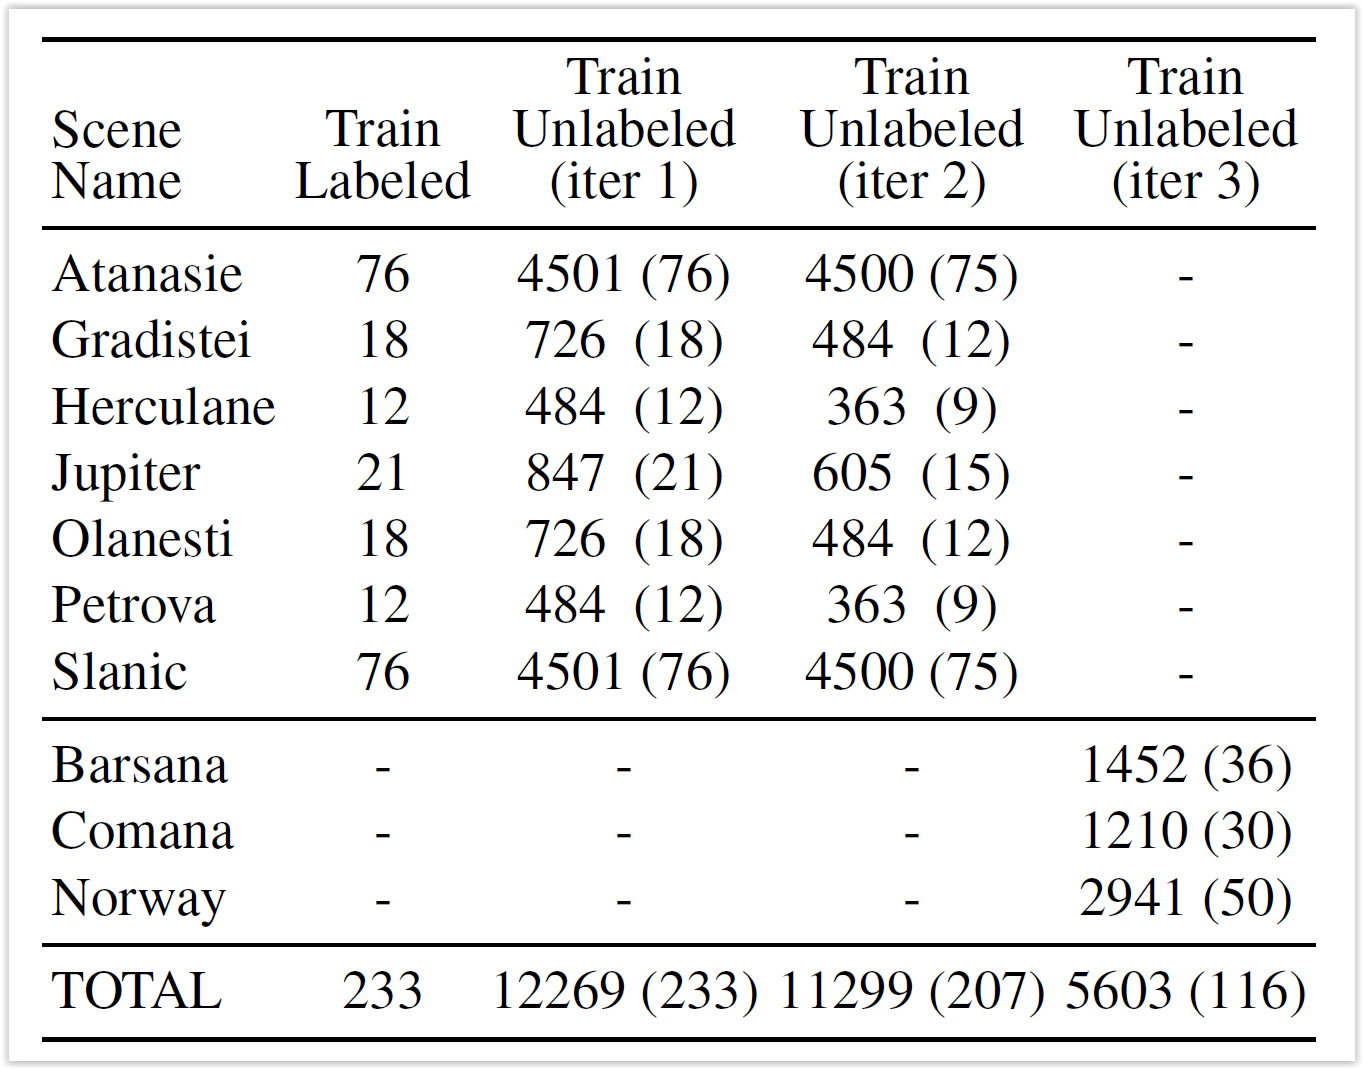 Scene Name | Train Labeled | Train Unlabeled (iter 1) | Train Unlabeled (iter 2) | Train Unlabeled (iter 3)
Atanasie 76 4501 (76) 4500 (75) -
Gradistei 18 726 (18) 484 (12) -
Herculane 12 484 (12) 363 (9) -
Jupiter 21 847 (21) 605 (15) -
Olanesti 18 726 (18) 484 (12) -
Petrova 12 484 (12) 363 (9) -
Slanic 76 4501 (76) 4500 (75) -
Barsana - - - 1452 (36)
Comana - - - 1210 (30)
Norway - - - 2941 (50)
TOTAL 233 12269 (233) 11299 (207) 5603 (116)